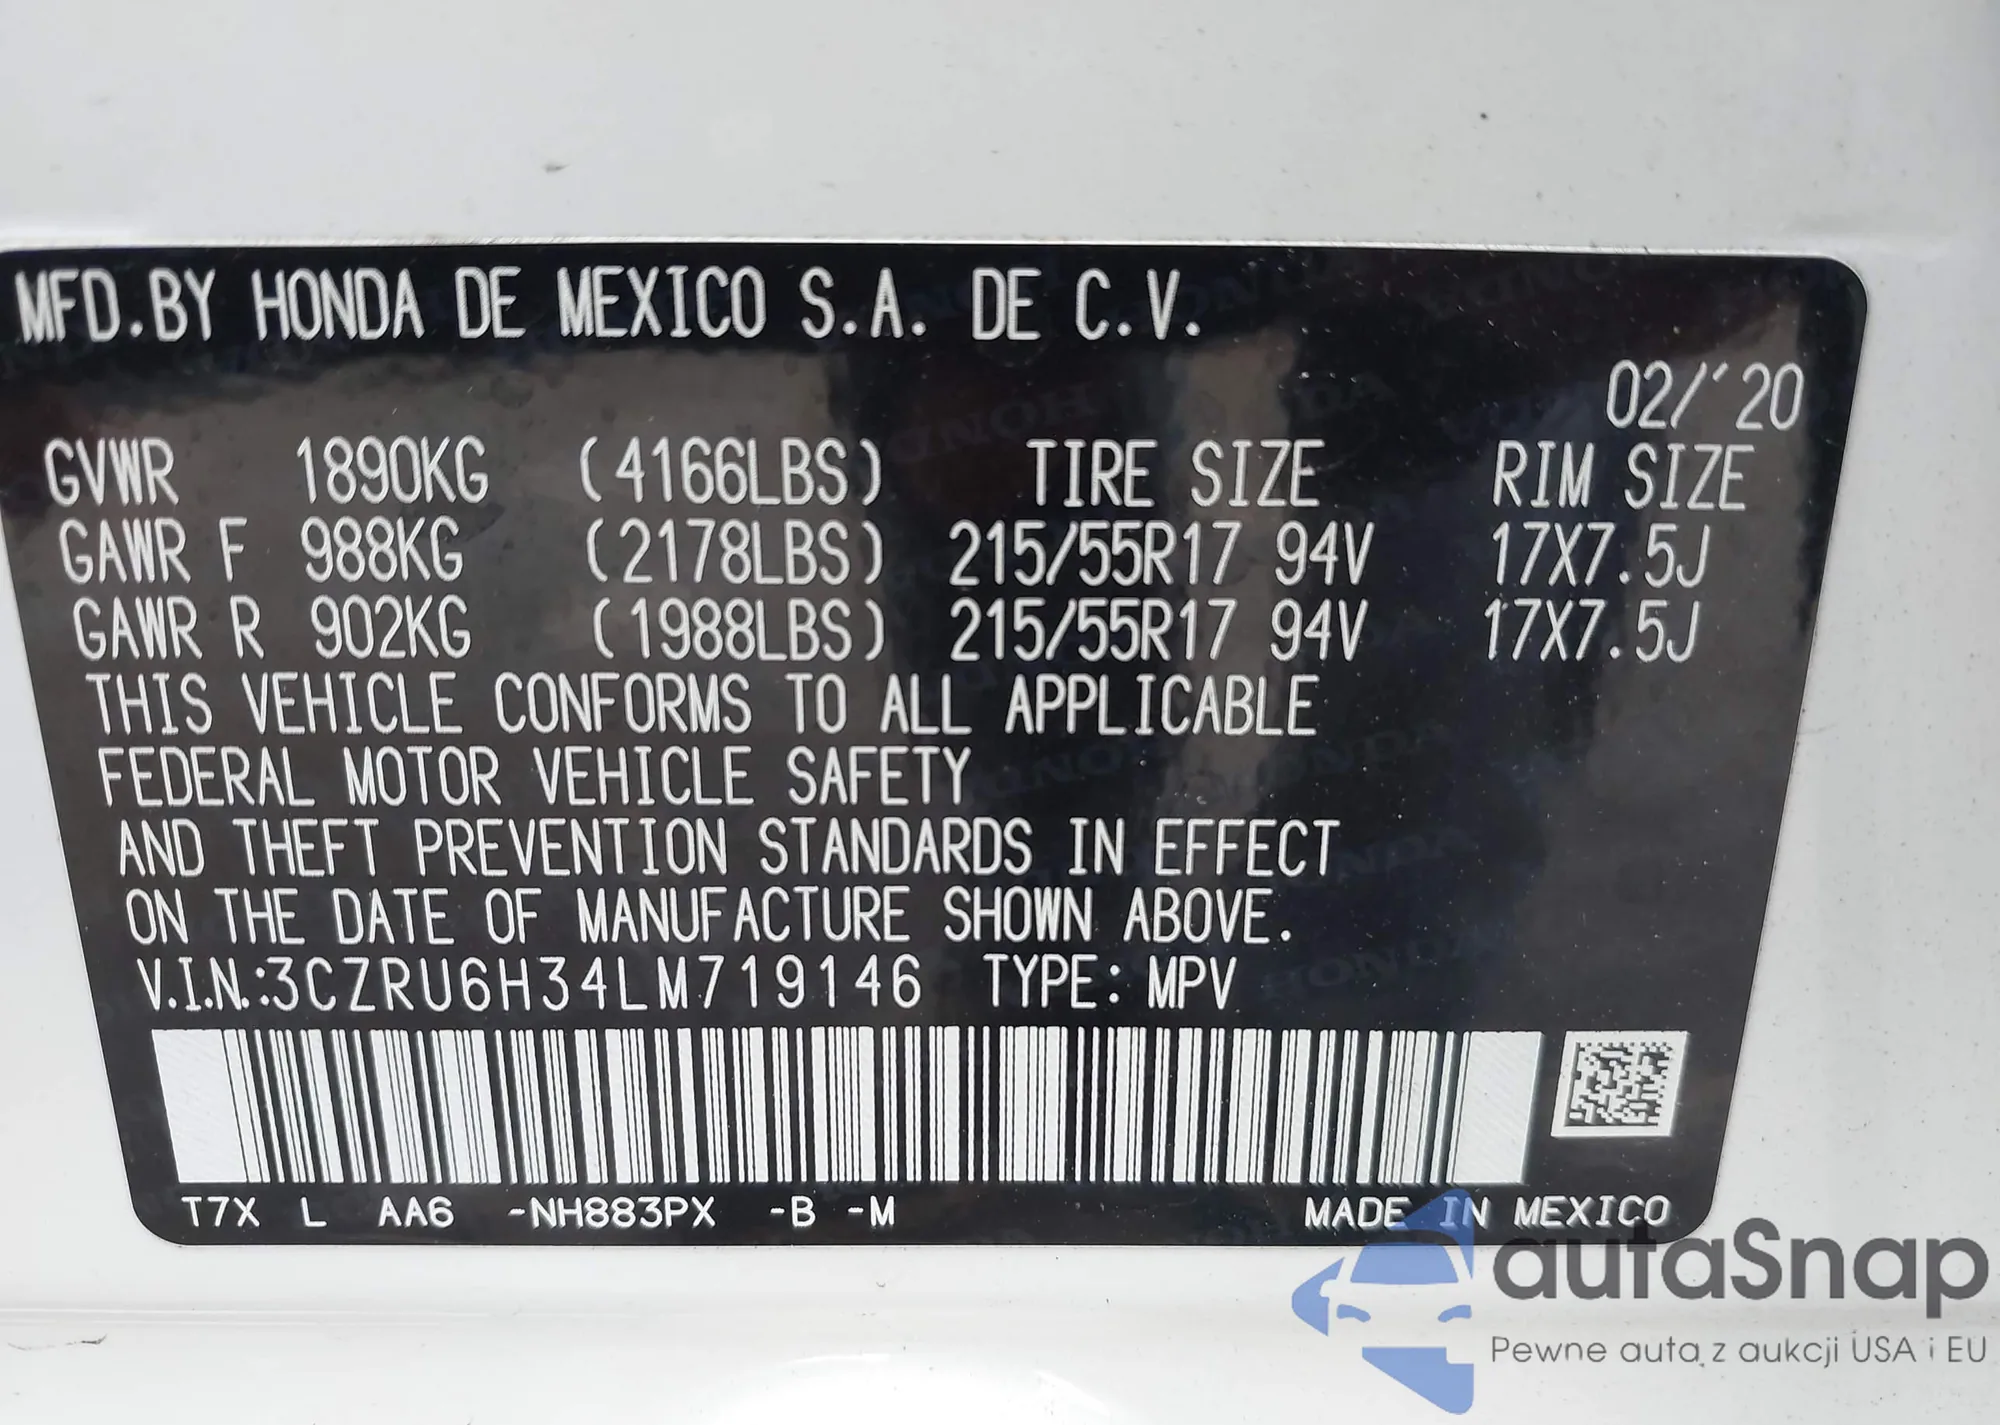 MFD.BY HONDA DE MEXICO S.A. DE C.V.
02/'20
GVWR 1890KG (4166LBS) TIRE SIZE RIM SIZE
GAWR F 988KG (2178LBS) 215/55R17 94V 17X7.5J
GAWR R 902KG (1988LBS) 215/55R17 94V 17X7.5J
THIS VEHICLE CONFORMS TO ALL APPLICABLE
FEDERAL MOTOR VEHICLE SAFETY
AND THEFT PREVENTION STANDARDS IN EFFECT
ON THE DATE OF MANUFACTURE SHOWN ABOVE.
V.I.N.:3CZRU6H34LM719146 TYPE: MPV
T7X L AA6 -NH883PX -B -M MADE IN MEXICO
autaSnap
Pewne auta z aukcji USA i EU